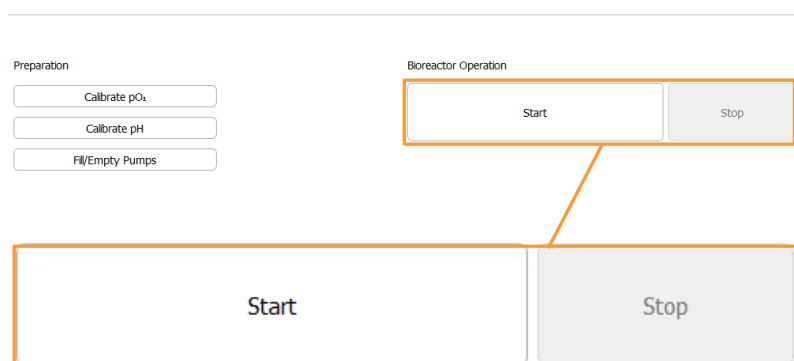 Preparation
Calibrate pO₂
Calibrate pH
Fill/Empty Pumps
Bioreactor Operation
Start Stop
Start Stop